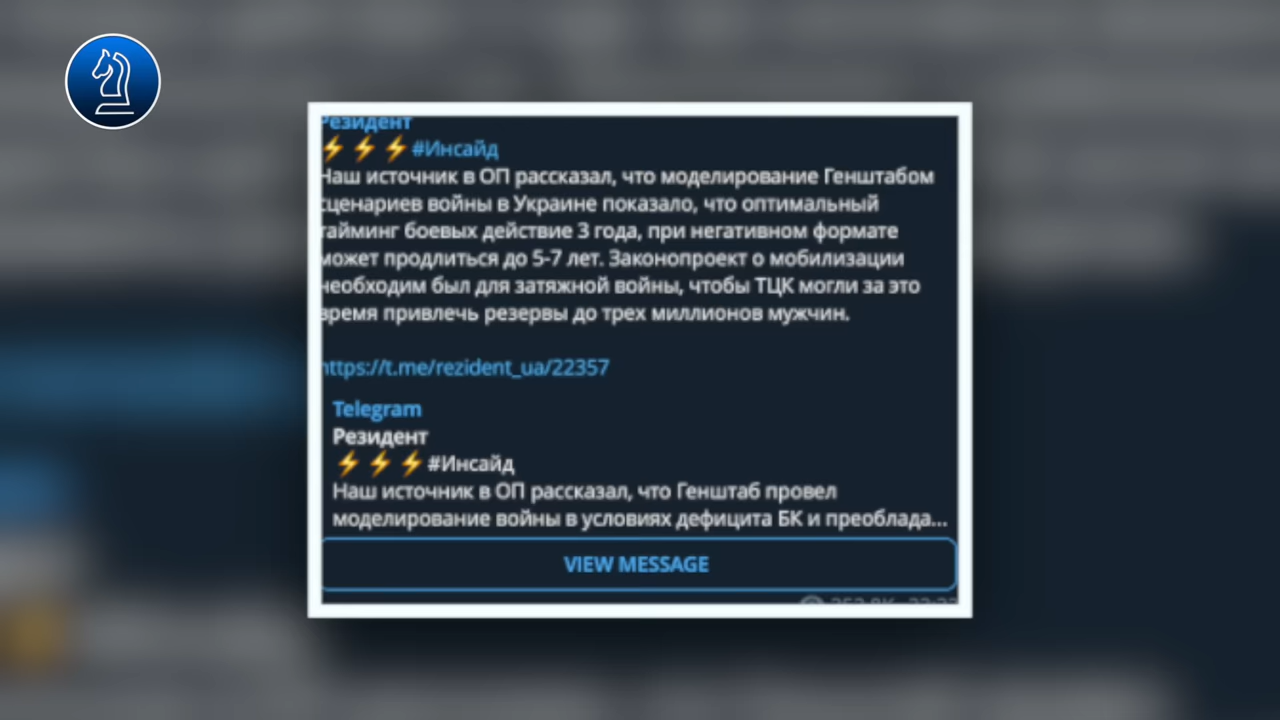 Резидент
⚡⚡⚡#Инсайд
Наш источник в ОП рассказал, что моделирование Генштабом
сценариев войны в Украине показало, что оптимальный
тайминг боевых действие 3 года, при негативном формате
может продлиться до 5-7 лет. Законопроект о мобилизации
необходим был для затяжной войны, чтобы ТЦК могли за это
время привлечь резервы до трех миллионов мужчин.
https://t.me/rezident_ua/22357
Telegram
Резидент
⚡⚡⚡#Инсайд
Наш источник в ОП рассказал, что Генштаб провел
моделирование войны в условиях дефицита БК и преоблада...
VIEW MESSAGE